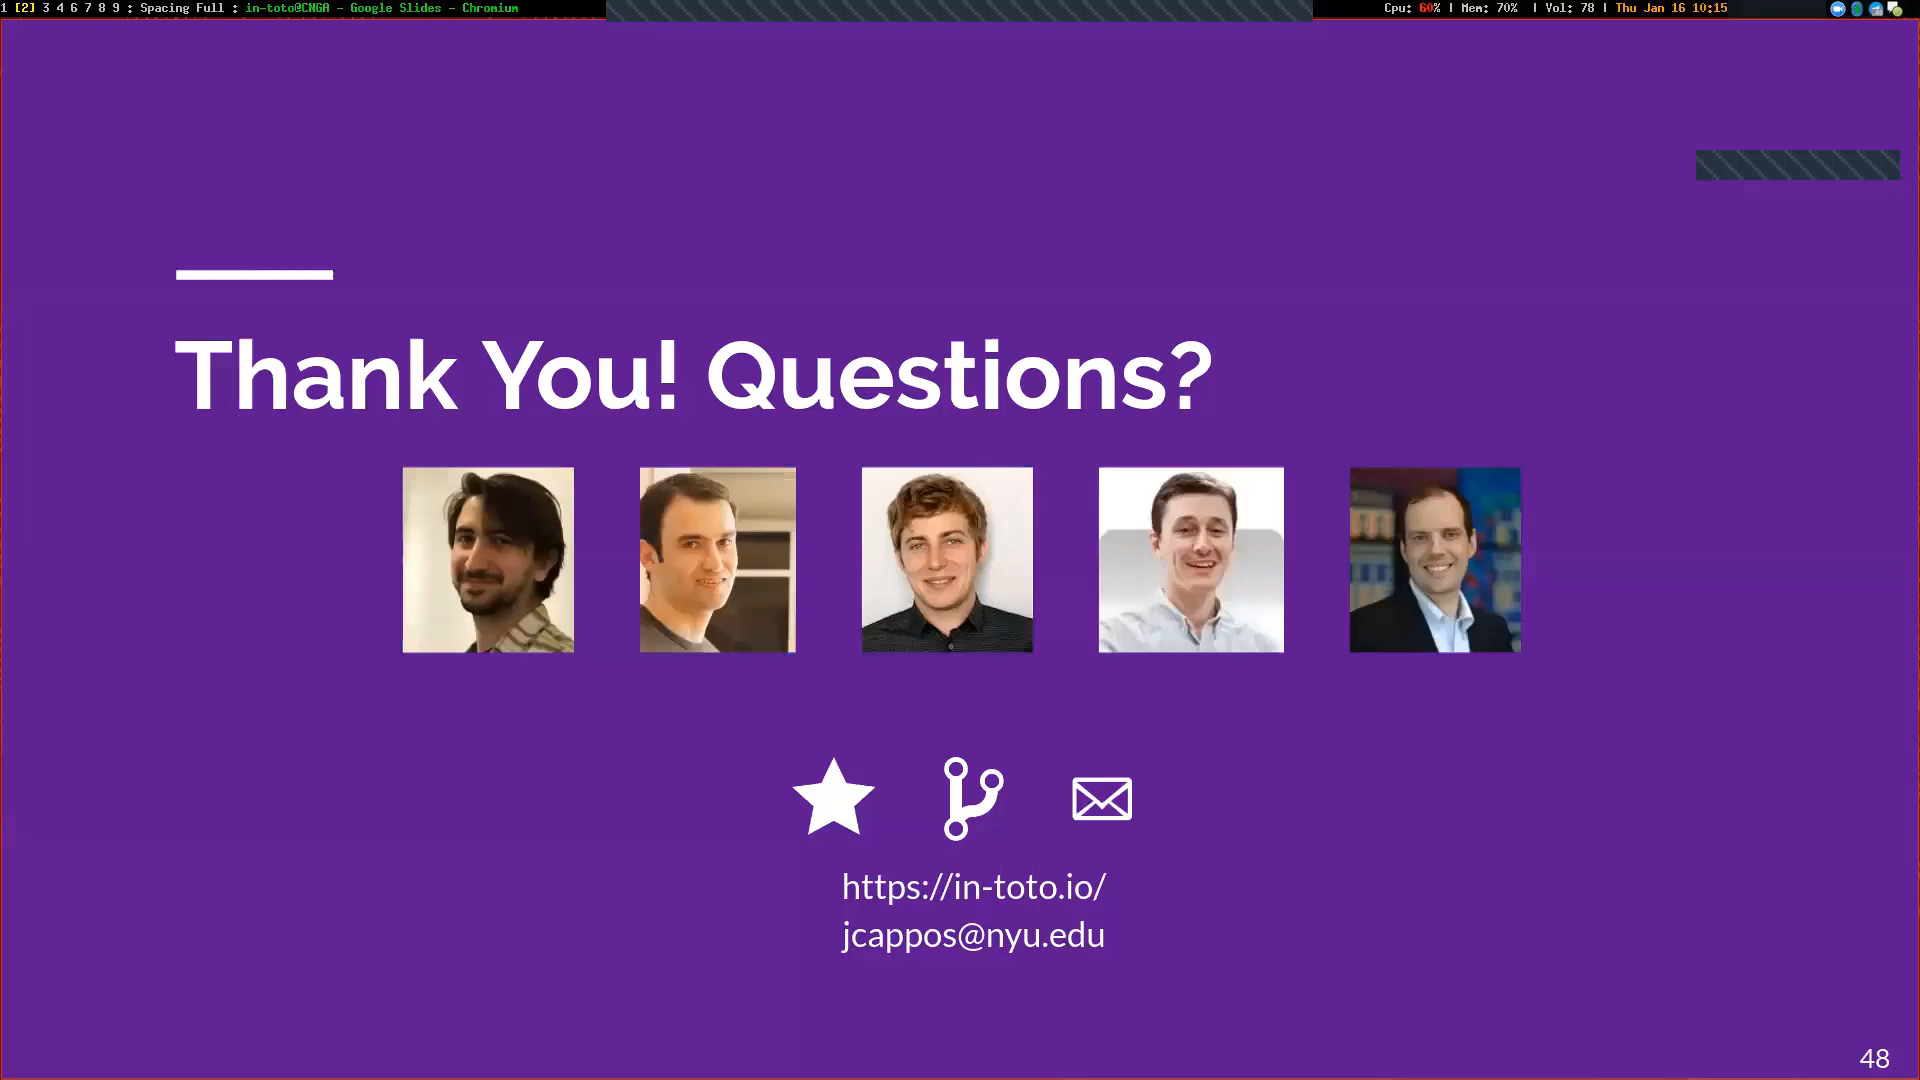 1 [2] 3 4 6 7 8 9 : Spacing Full : in-toto@CNGA - Google Slides - Chromium
Cpu: 60% | Mem: 70% | Vol: 78 | Thu Jan 16 10:15
Thank You! Questions?
https://in-toto.io/
jcappos@nyu.edu
48